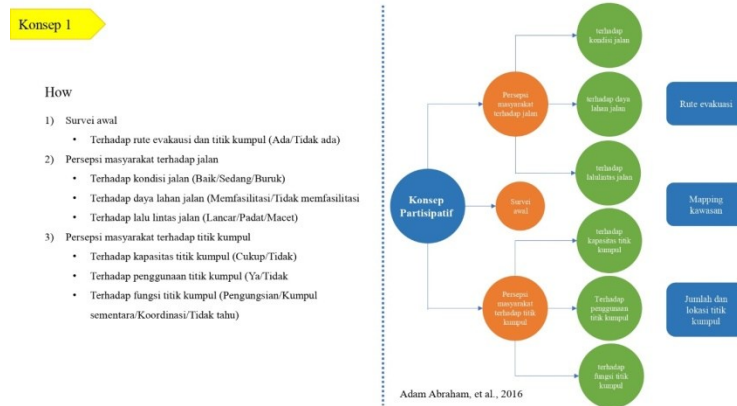 Konsep 1
How
1) Survei awal
• Terhadap rute evakausi dan titik kumpul (Ada/Tidak ada)
2) Persepsi masyarakat terhadap jalan
• Terhadap kondisi jalan (Baik/Sedang/Buruk)
• Terhadap daya lahan jalan (Memfasilitasi/Tidak memfasilitasi
• Terhadap lalu lintas jalan (Lancar/Padat/Macet)
3) Persepsi masyarakat terhadap titik kumpul
• Terhadap kapasitas titik kumpul (Cukup/Tidak)
• Terhadap penggunaan titik kumpul (Ya/Tidak
• Terhadap fungsi titik kumpul (Pengungsian/Kumpul
sementara/Koordinasi/Tidak tahu)
Konsep
Partisipatif
Persepsi
masyarakat
terhadap jalan
Survei
awal
Persepsi
masyarakat
terhadap titik
kumpul
terhadap
kondisi jalan
terhadap daya
lahan jalan
terhadap
lalulintas jalan
terhadap
kapasitas titik
kumpul
Terhadap
penggunaan
titik kumpul
terhadap
fungsi titik
kumpul
Rute evakuasi
Mapping
kawasan
Jumlah dan
lokasi titik
kumpul
Adam Abraham, et al., 2016